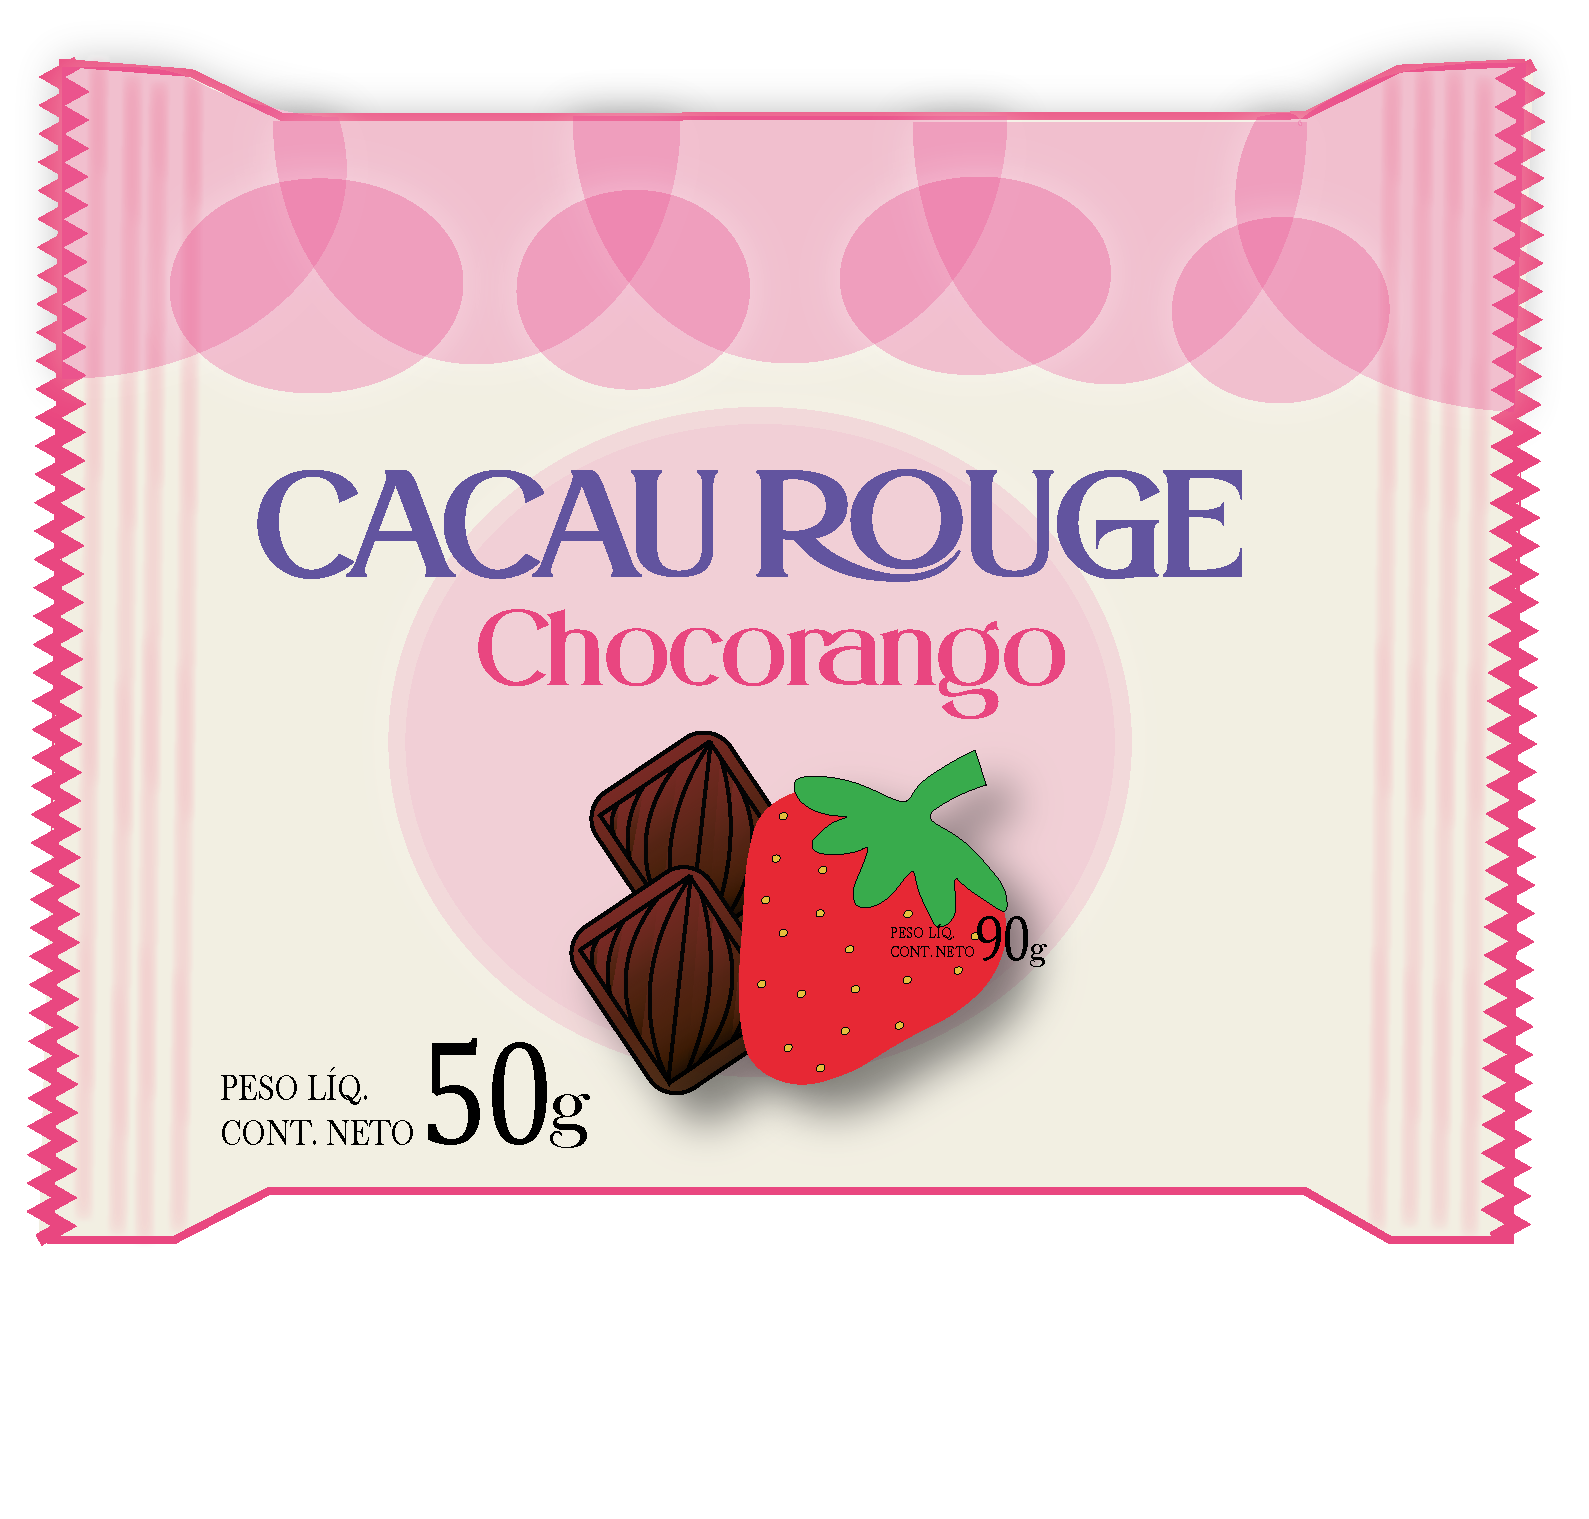 CACAU ROUGE
Chocorango
PESO LÍQ.
CONT. NETO 90g
PESO LÍQ.
CONT. NETO 50g